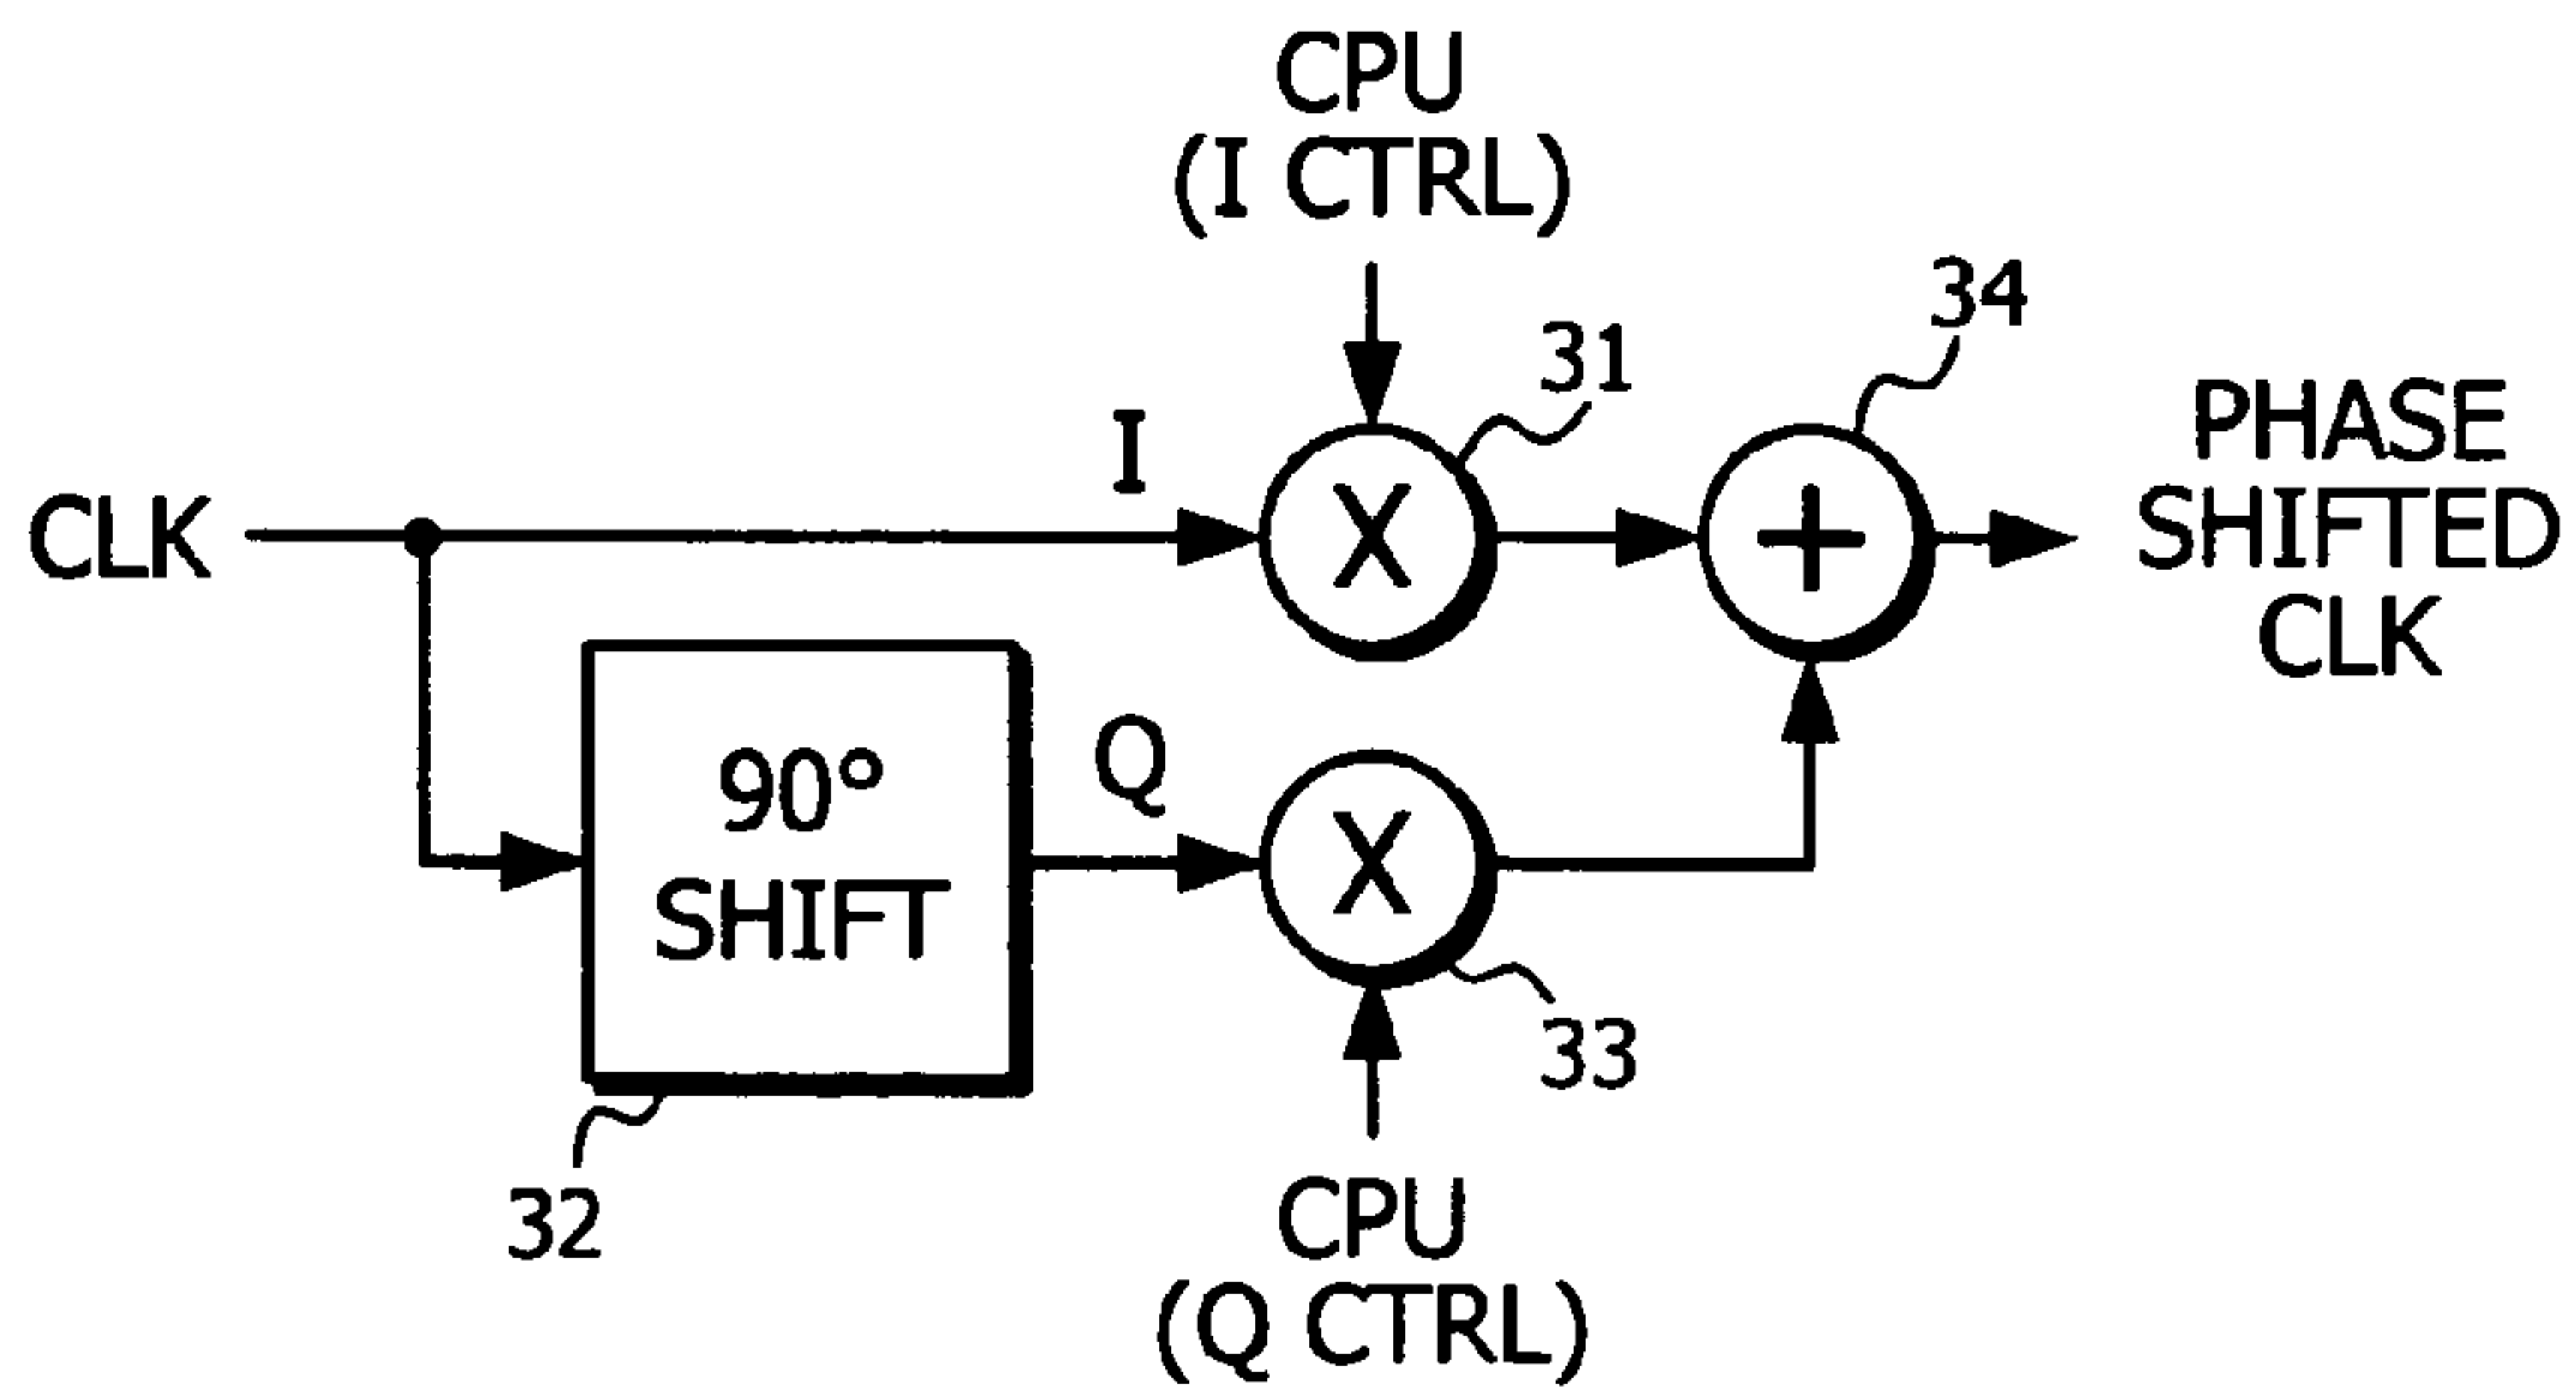 CPU
(I CTRL)
34
31
PHASE
SHIFTED
CLK
I
X
+
CLK
90°
SHIFT
Q
X
33
32
CPU
(Q CTRL)